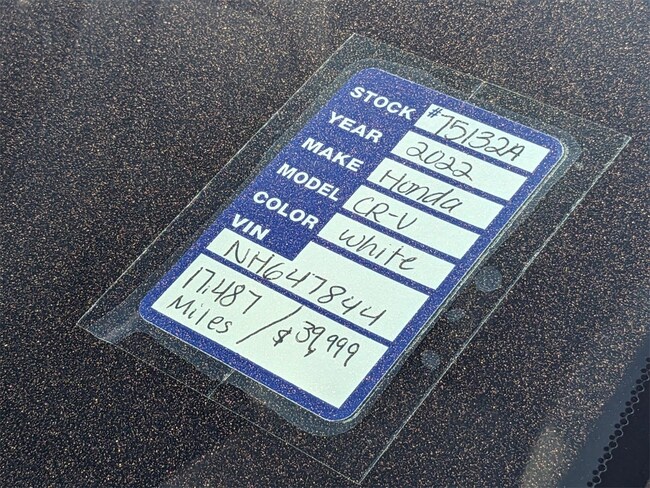 STOCK #75132A
YEAR 2022
MAKE Honda
MODEL CR-V
COLOR white
VIN NH647844
17,487 / $39,999
Miles